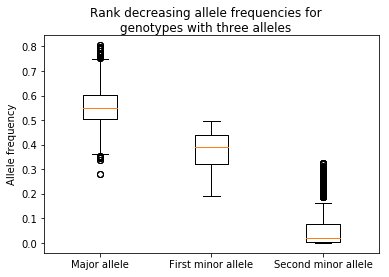 Rank decreasing allele frequencies for
genotypes with three alleles
Allele frequency
0.8
0.7
0.6
0.5
0.4
0.3
0.2
0.1
0.0
Major allele
First minor allele
Second minor allele